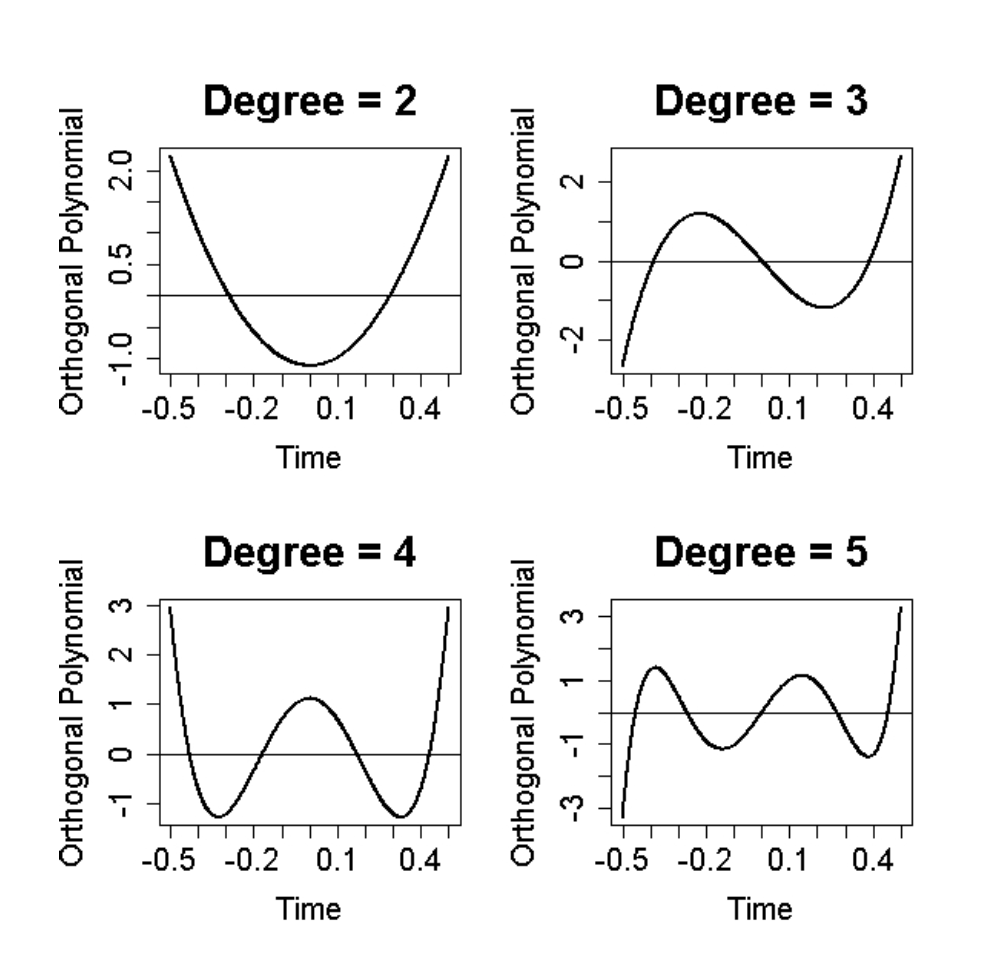 Degree = 2
Orthogonal Polynomial
2.0
0.5
-1.0
-0.5 -0.2 0.1 0.4
Time
Degree = 3
Orthogonal Polynomial
2
0
-2
-0.5 -0.2 0.1 0.4
Time
Degree = 4
Orthogonal Polynomial
3
2
1
0
-1
-0.5 -0.2 0.1 0.4
Time
Degree = 5
Orthogonal Polynomial
3
1
-1
-3
-0.5 -0.2 0.1 0.4
Time